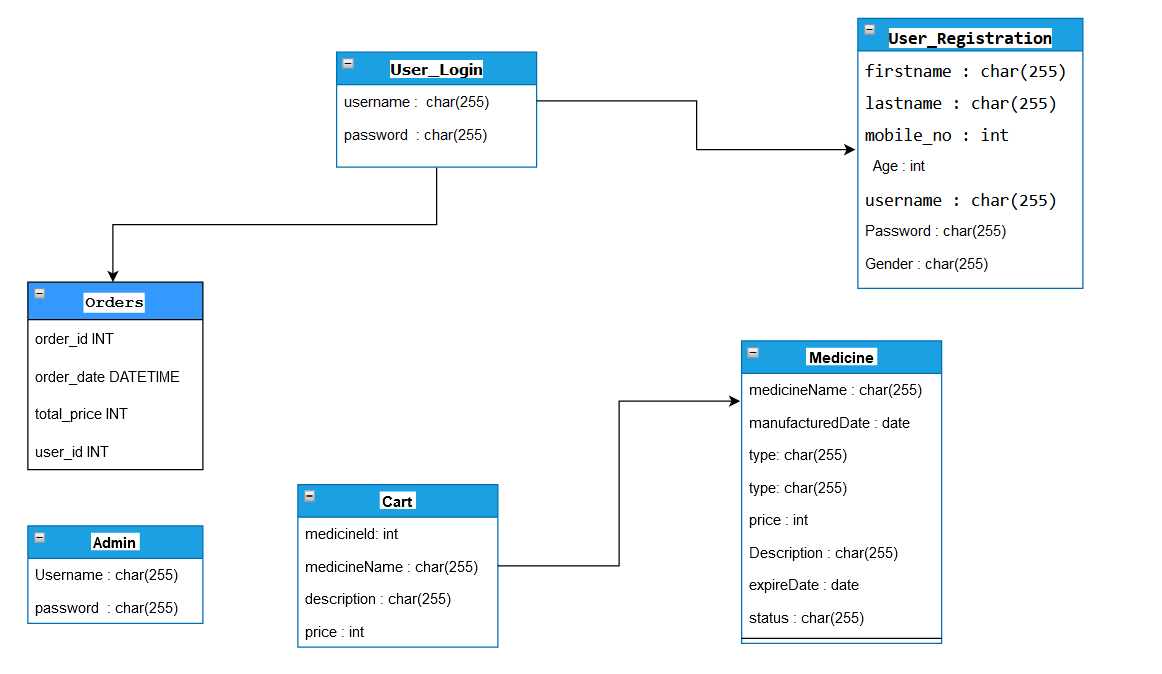 User_Login
username :  char(255)
password  : char(255)
User_Registration
firstname : char(255)
lastname : char(255)
mobile_no : int
Age : int
username : char(255)
Password : char(255)
Gender : char(255)
Orders
order_id INT
order_date DATETIME
total_price INT
user_id INT
Medicine
medicineName : char(255)
manufacturedDate : date
type: char(255)
type: char(255)
price : int
Description : char(255)
expireDate : date
status : char(255)
Cart
medicineId: int
medicineName : char(255)
description : char(255)
price : int
Admin
Username : char(255)
password  : char(255)